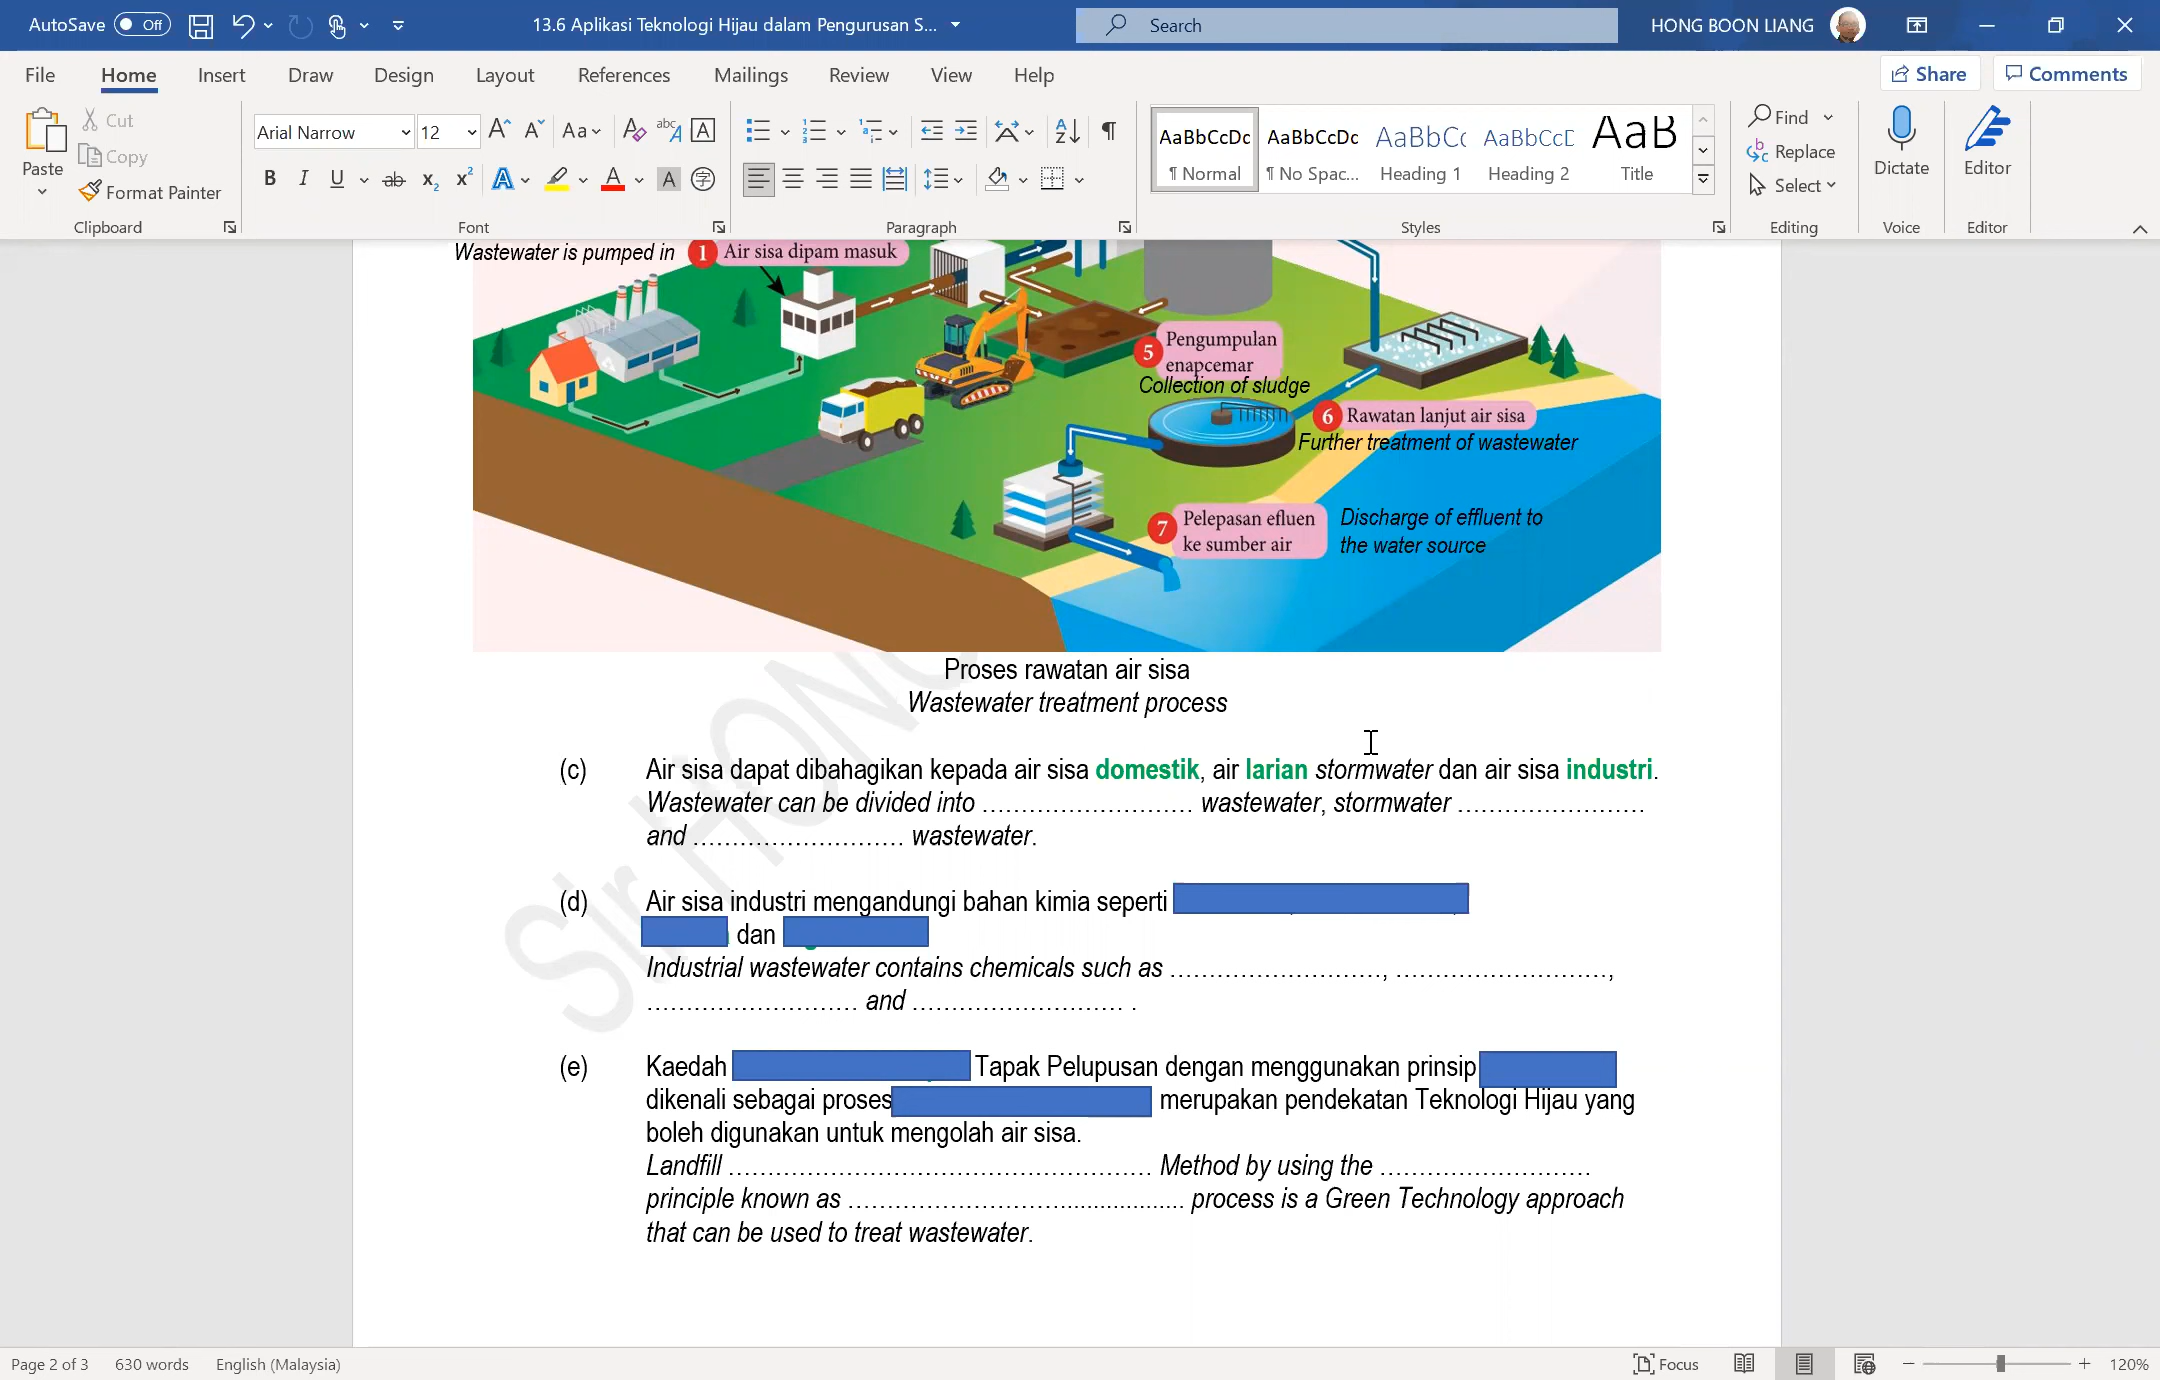 AutoSave Off 13.6 Aplikasi Teknologi Hijau dalam Pengurusan S... Search HONG BOON LIANG
File Home Insert Draw Design Layout References Mailings Review View Help Share Comments
Paste Cut Copy Format Painter
Clipboard
Arial Narrow 12
Font
Paragraph
AaBbCcDc AaBbCcDc AaBbC AaBbCcD AaB
¶ Normal ¶ No Spac... Heading 1 Heading 2 Title
Styles
Find Replace Select
Editing
Dictate
Voice
Editor
Editor
Wastewater is pumped in 1 Air sisa dipam masuk
5 Pengumpulan
enapcemar
Collection of sludge
6 Rawatan lanjut air sisa
Further treatment of wastewater
7 Pelepasan efluen
ke sumber air
Discharge of effluent to
the water source
Proses rawatan air sisa
Wastewater treatment process
(c) Air sisa dapat dibahagikan kepada air sisa domestik, air larian stormwater dan air sisa industri.
Wastewater can be divided into ........................... wastewater, stormwater ........................
and ........................... wastewater.
(d) Air sisa industri mengandungi bahan kimia seperti
dan
Industrial wastewater contains chemicals such as ..........................., ...........................,
........................... and ........................... .
(e) Kaedah Tapak Pelupusan dengan menggunakan prinsip
dikenali sebagai proses merupakan pendekatan Teknologi Hijau yang
boleh digunakan untuk mengolah air sisa.
Landfill ...................................................... Method by using the ...........................
principle known as ............................................. process is a Green Technology approach
that can be used to treat wastewater.
Sir HONG
Page 2 of 3 630 words English (Malaysia) Focus 120%